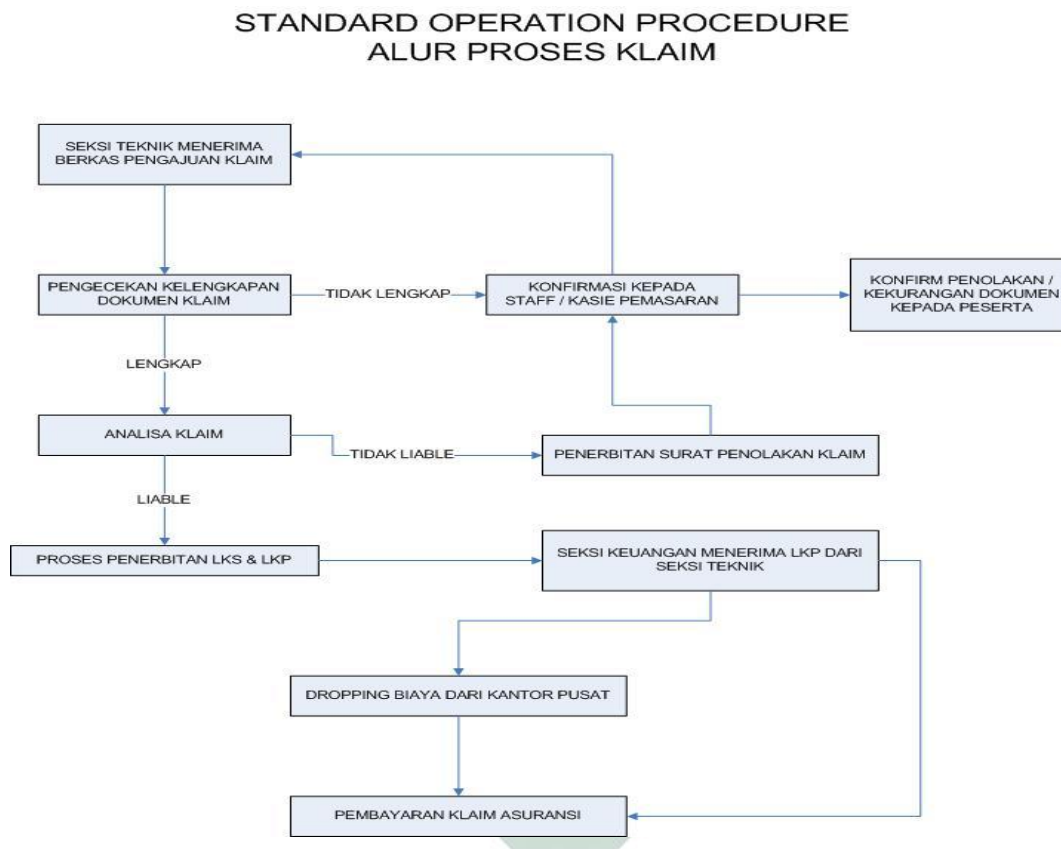 STANDARD OPERATION PROCEDURE
ALUR PROSES KLAIM
SEKSI TEKNIK MENERIMA
BERKAS PENGAJUAN KLAIM
PENGECEKAN KELENGKAPAN
DOKUMEN KLAIM
TIDAK LENGKAP
KONFIRMASI KEPADA
STAFF / KASIE PEMASARAN
KONFIRM PENOLAKAN /
KEKURANGAN DOKUMEN
KEPADA PESERTA
LENGKAP
ANALISA KLAIM
TIDAK LIABLE
PENERBITAN SURAT PENOLAKAN KLAIM
LIABLE
PROSES PENERBITAN LKS & LKP
SEKSI KEUANGAN MENERIMA LKP DARI
SEKSI TEKNIK
DROPPING BIAYA DARI KANTOR PUSAT
PEMBAYARAN KLAIM ASURANSI